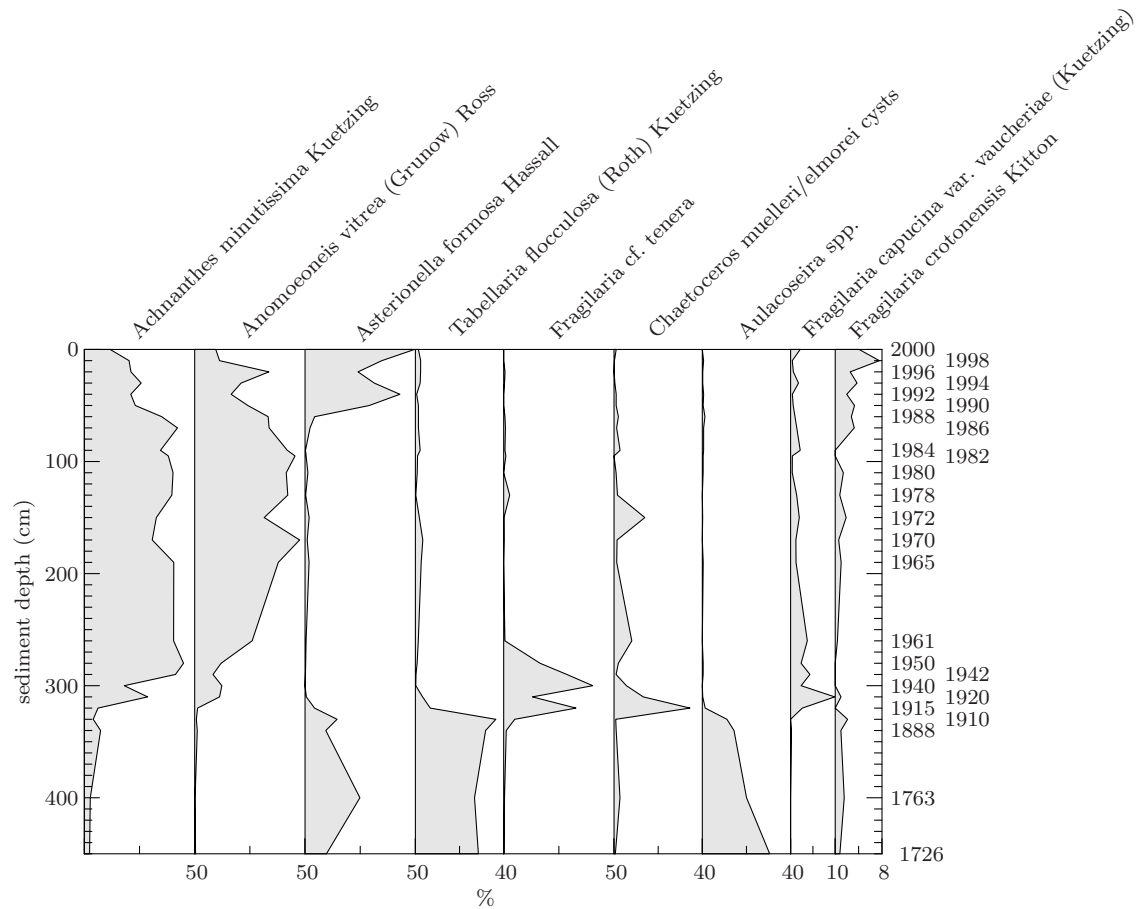 Achnanthes minutissima Kuetzing
Anomoeoneis vitrea (Grunow) Ross
Asterionella formosa Hassall
Tabellaria flocculosa (Roth) Kuetzing
Fragilaria cf. tenera
Chaetoceros muelleri/elmorei cysts
Aulacoseira spp.
Fragilaria capucina var. vaucheriae (Kuetzing)
Fragilaria crotonensis Kitton
sediment depth (cm)
0
100
200
300
400
2000
1998
1996
1994
1992
1990
1988
1986
1984
1982
1980
1978
1972
1970
1965
1961
1950
1942
1940
1920
1915
1910
1888
1763
1726
50 50 50 40 50 40 40 10 8
%